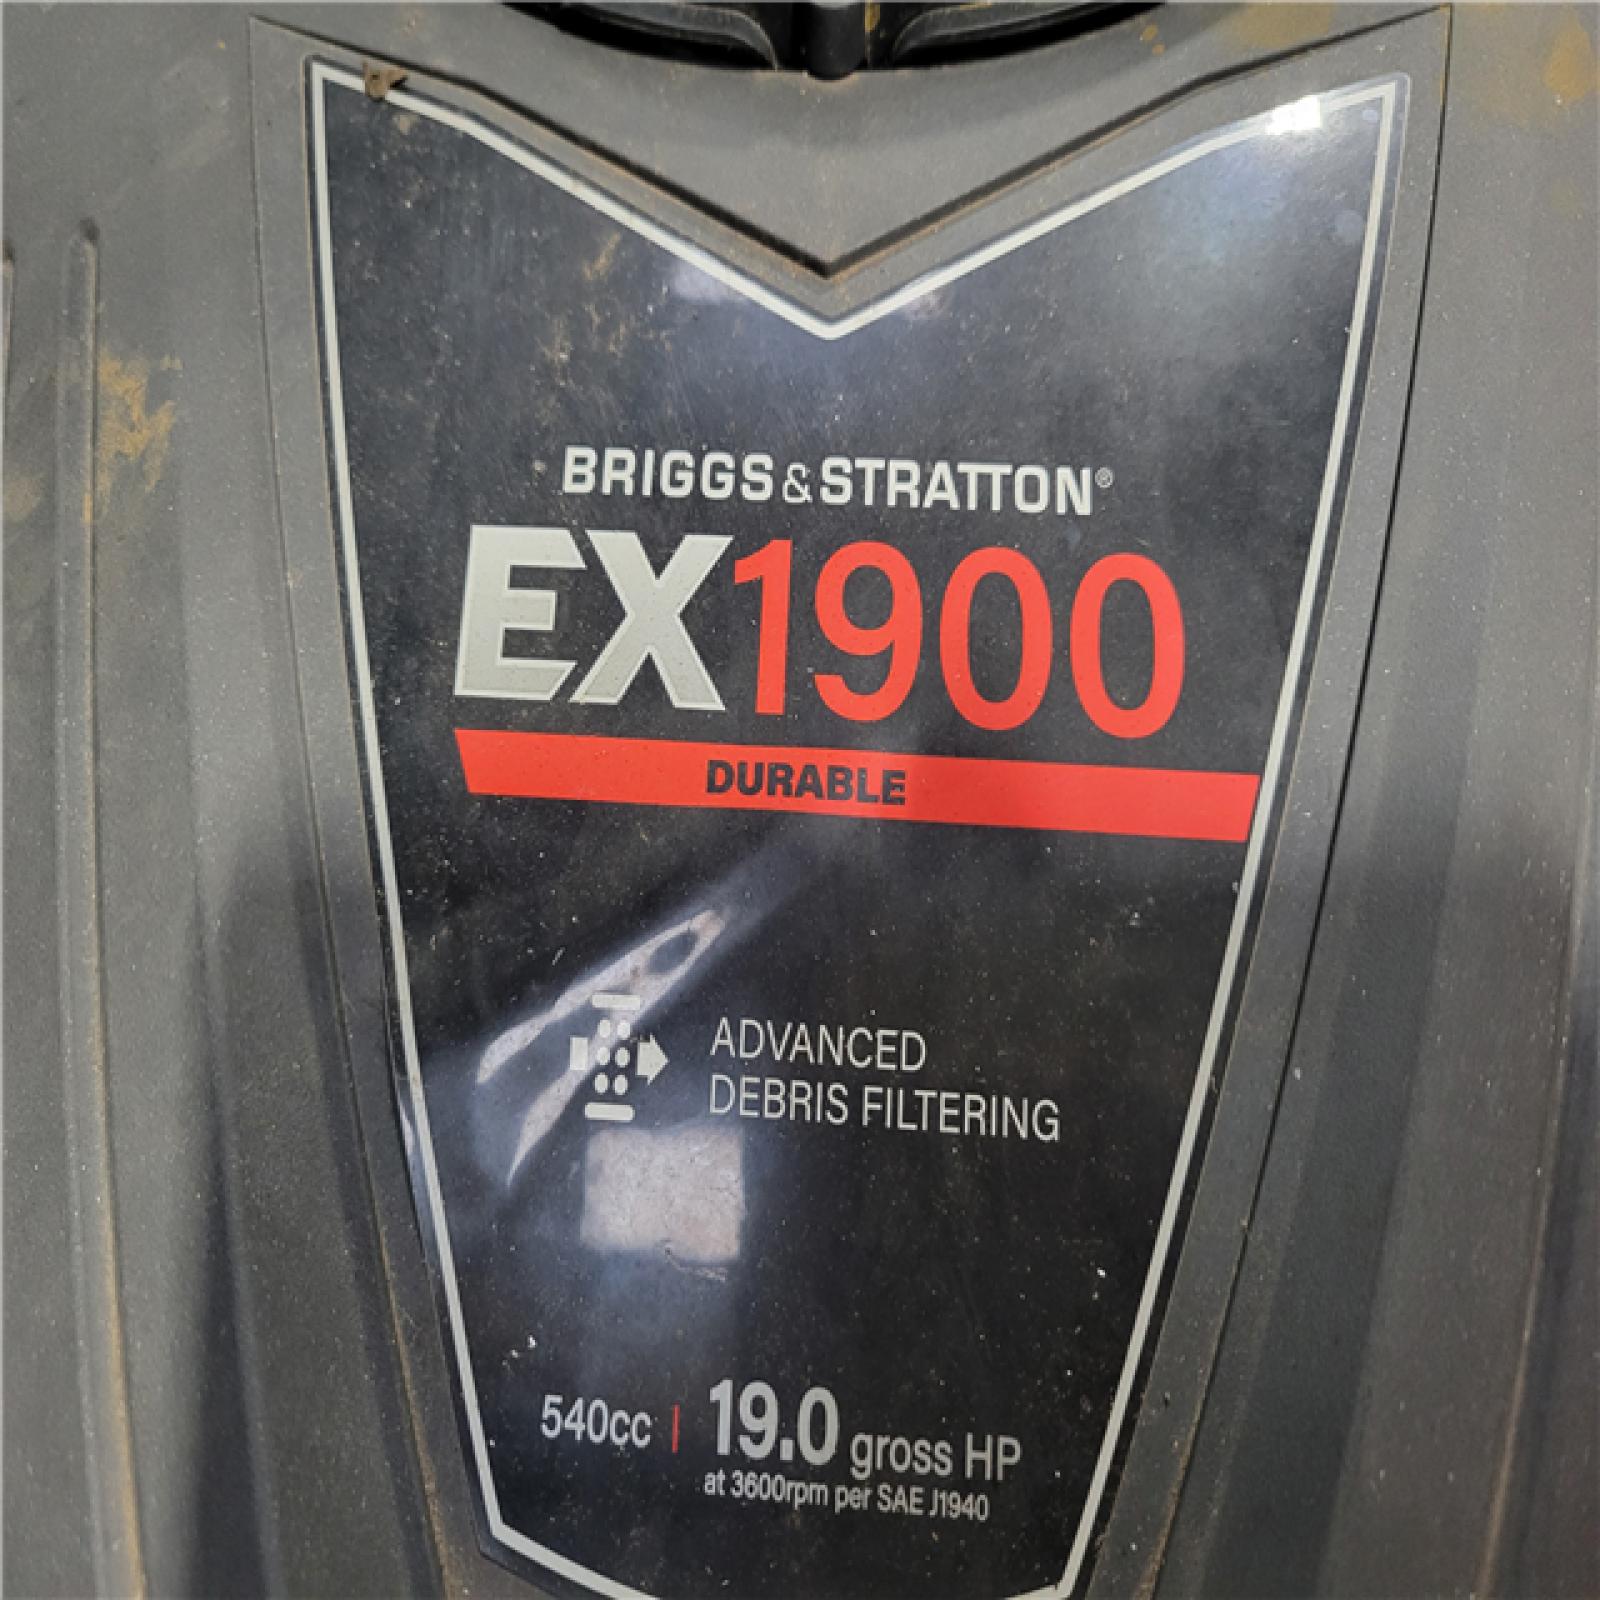 BRIGGS & STRATTON®
EX1900
DURABLE
ADVANCED
DEBRIS FILTERING
540cc | 19.0 gross HP
at 3600rpm per SAE J1940